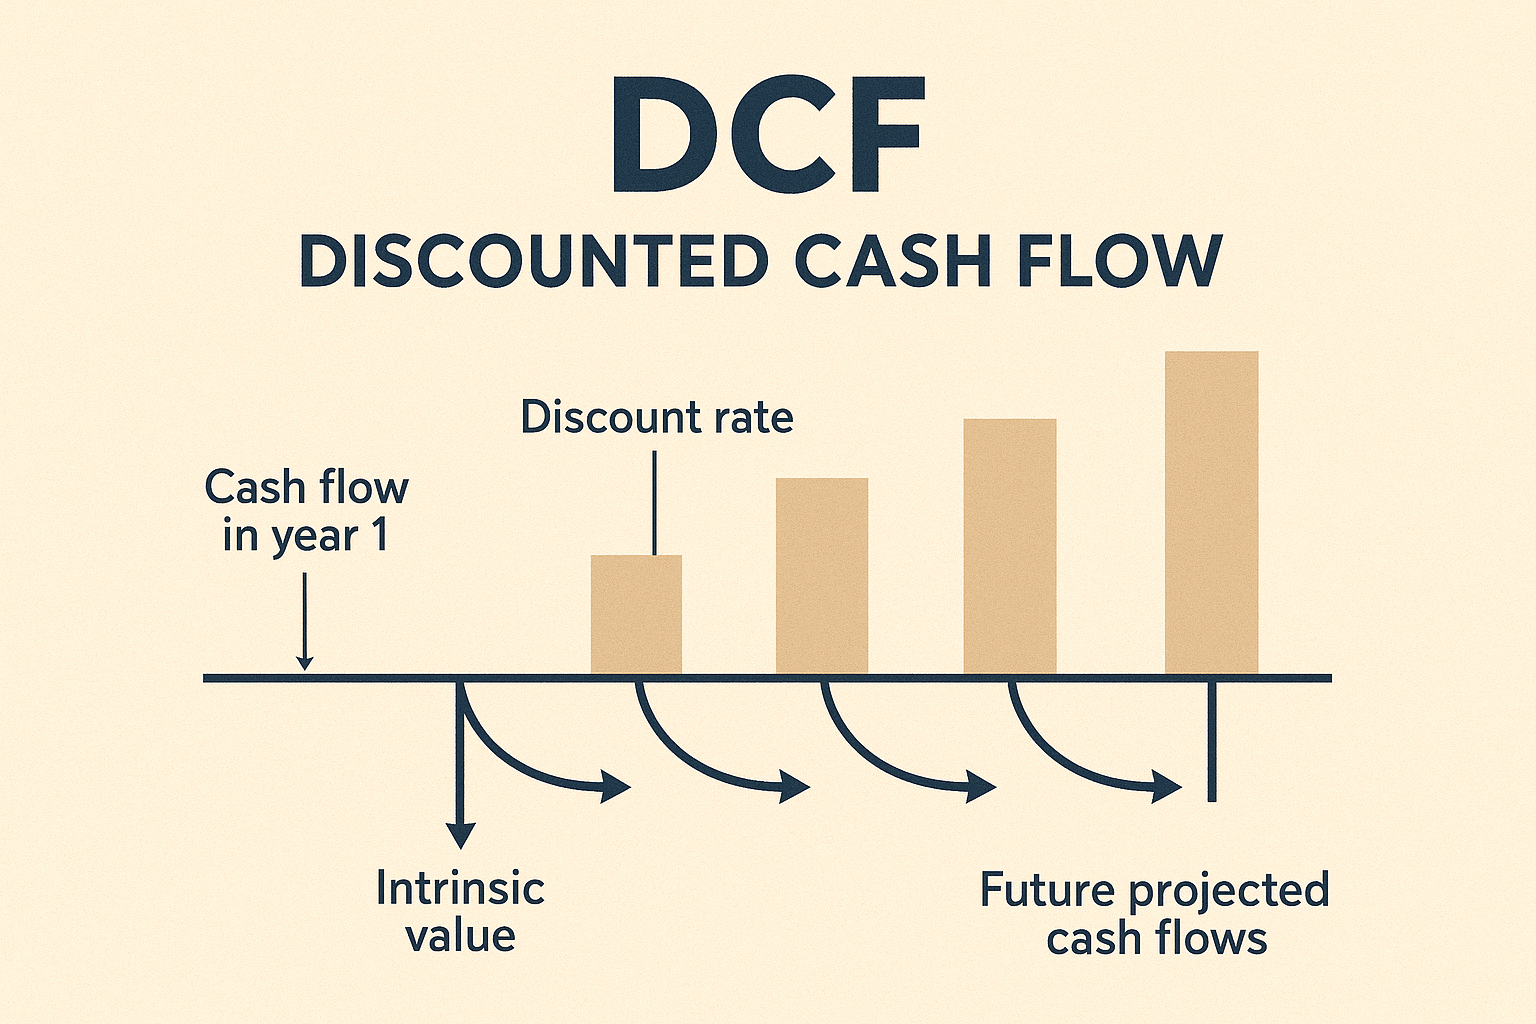 DCF
DISCOUNTED CASH FLOW
Discount rate
Cash flow
in year 1
Intrinsic
value
Future projected
cash flows